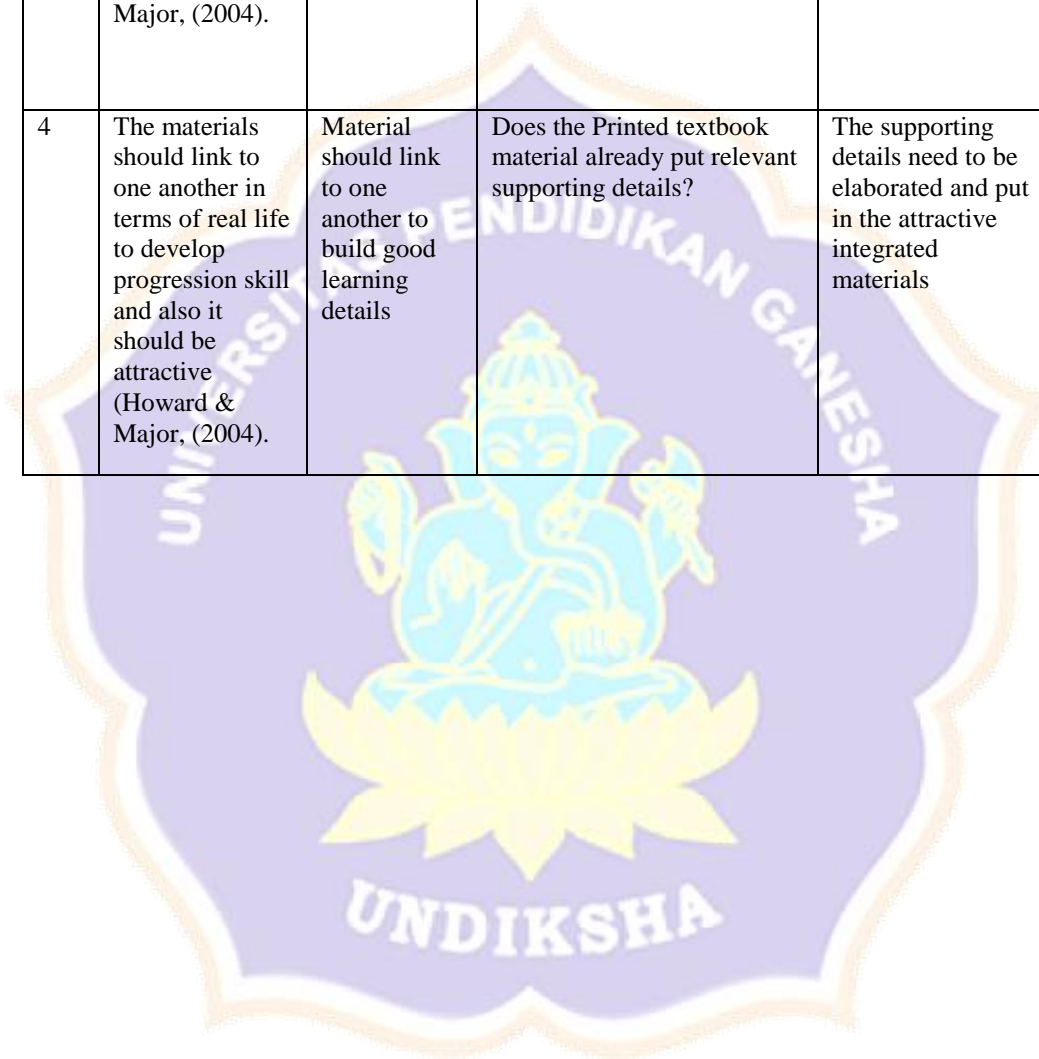 Major, (2004).
4
The materials
should link to
one another in
terms of real life
to develop
progression skill
and also it
should be
attractive
(Howard &
Major, (2004).
Material
should link
to one
another to
build good
learning
details
Does the Printed textbook
material already put relevant
supporting details?
The supporting
details need to be
elaborated and put
in the attractive
integrated
materials
UNIVERSITAS PENDIDIKAN GANESHA
UNDIKSHA